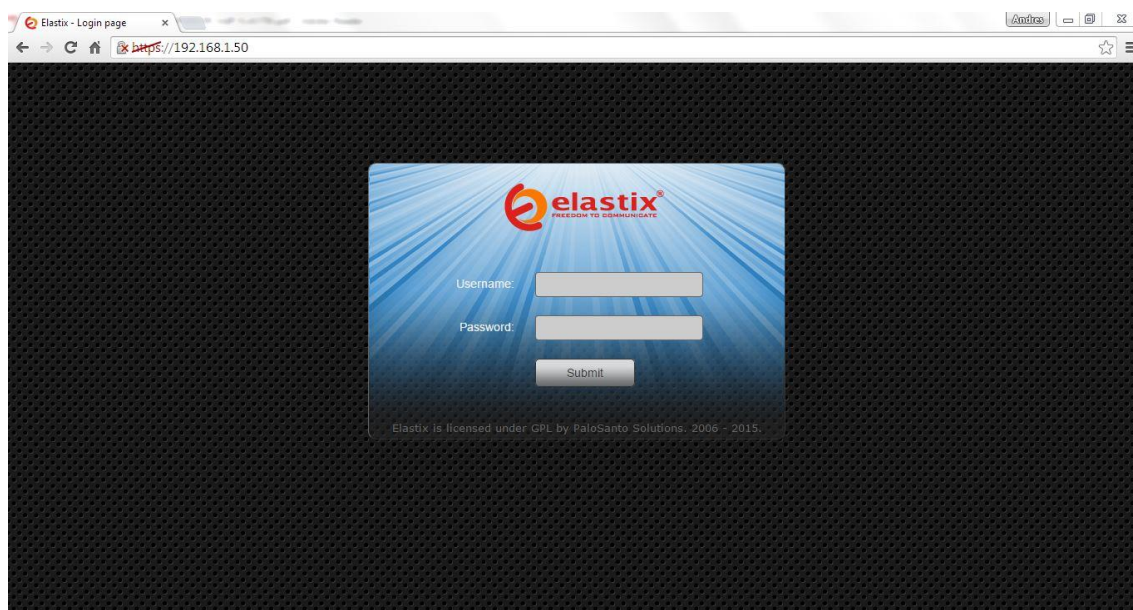 Elastix - Login page
Andres
https://192.168.1.50
elastix®
FREEDOM TO COMMUNICATE
Username:
Password:
Submit
Elastix is licensed under GPL by PaloSanto Solutions. 2006 - 2015.